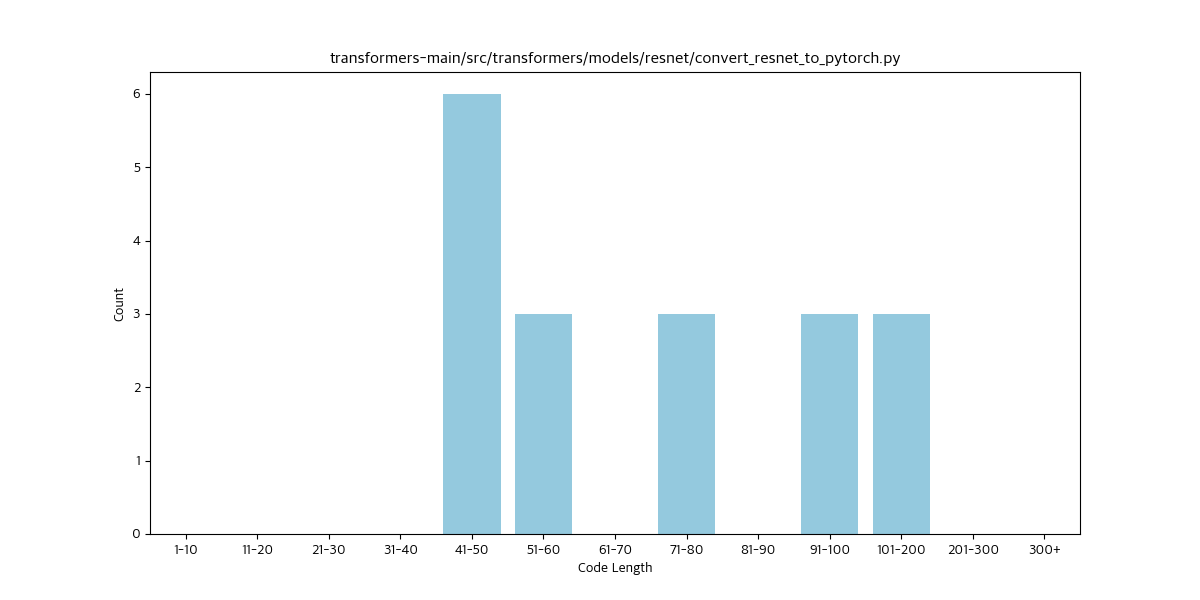 transformers-main/src/transformers/models/resnet/convert_resnet_to_pytorch.py
6
5
4
3
2
1
0
Count
1-10 11-20 21-30 31-40 41-50 51-60 61-70 71-80 81-90 91-100 101-200 201-300 300+
Code Length